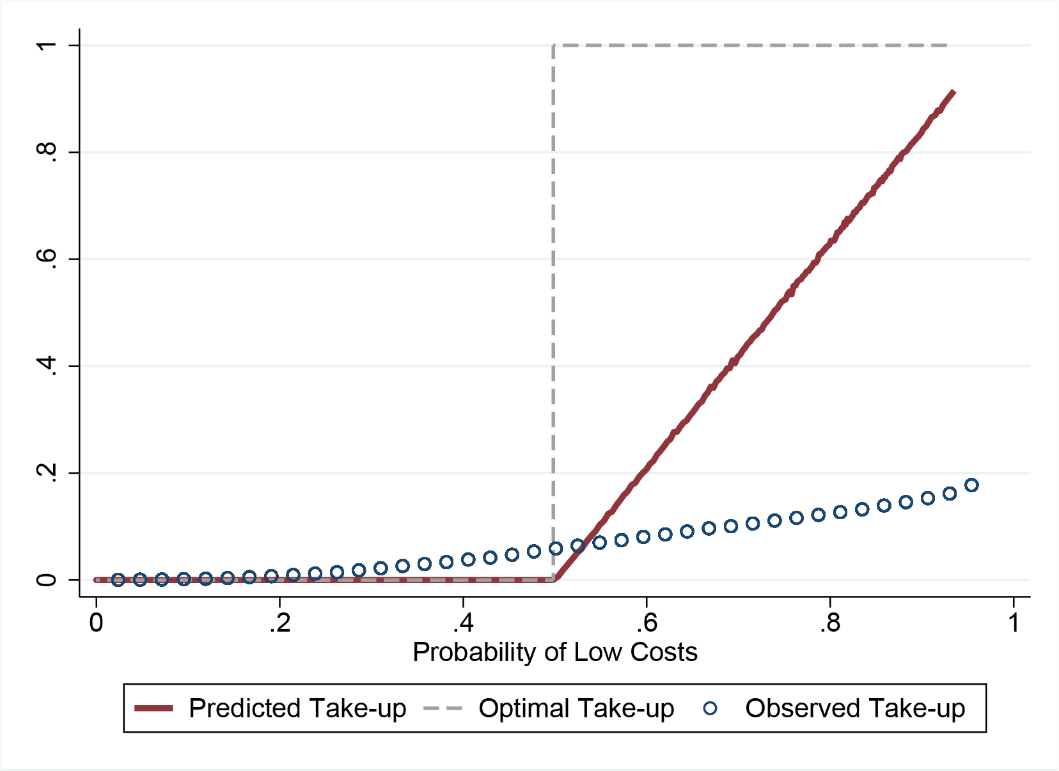 1
.8
.6
.4
.2
0
0 .2 .4 .6 .8 1
Probability of Low Costs
Predicted Take-up Optimal Take-up Observed Take-up